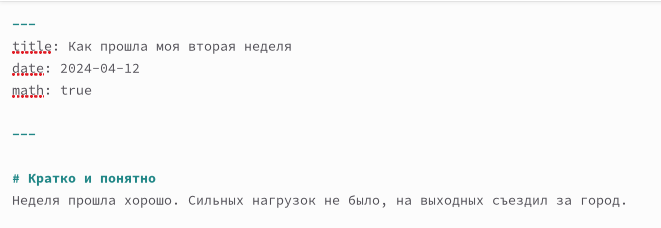 ---
title: Как прошла моя вторая неделя
date: 2024-04-12
math: true
---
# Кратко и понятно
Неделя прошла хорошо. Сильных нагрузок не было, на выходных съездил за город.